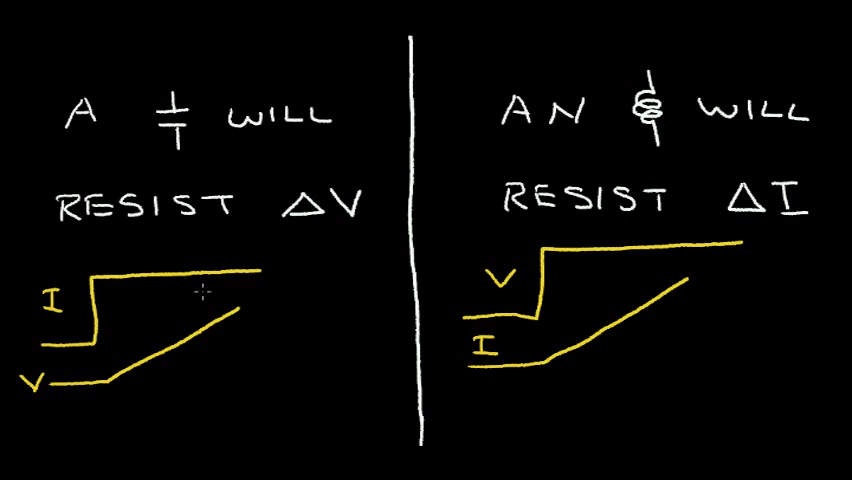 A WILL
RESIST ΔV
I
V
AN WILL
RESIST ΔI
V
I